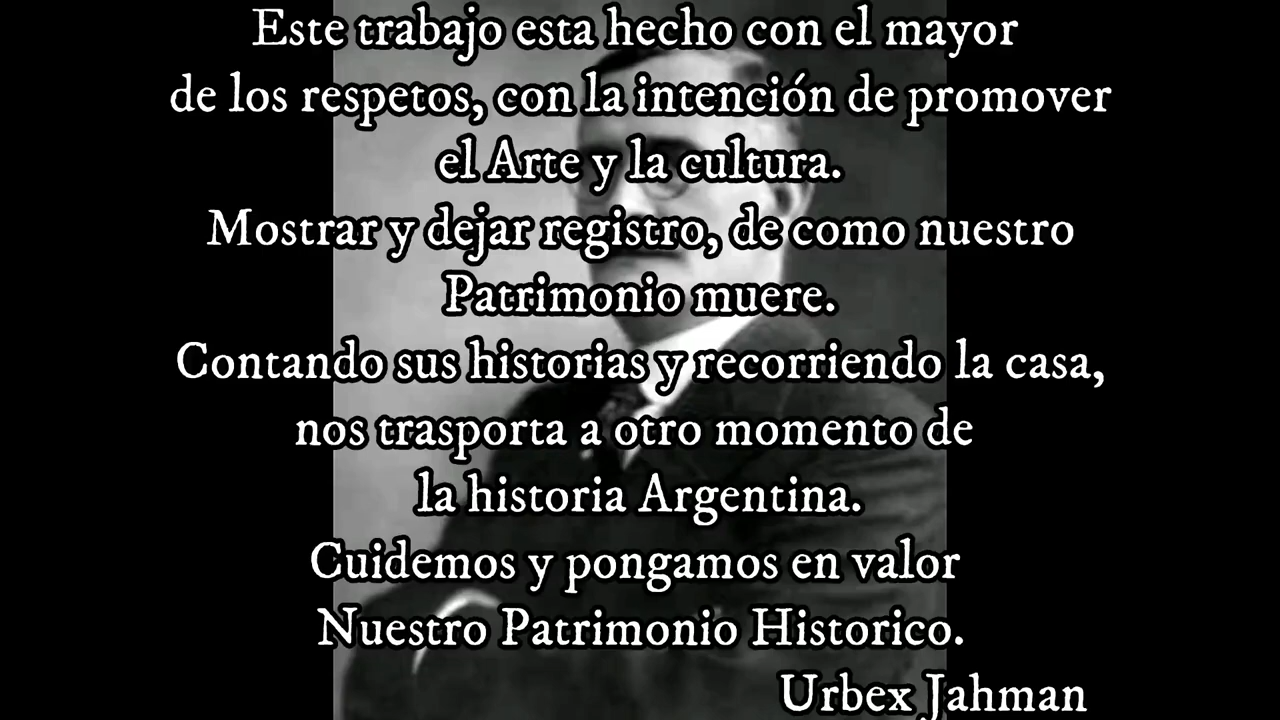 Este trabajo esta hecho con el mayor
de los respetos, con la intención de promover
el Arte y la cultura.
Mostrar y dejar registro, de como nuestro
Patrimonio muere.
Contando sus historias y recorriendo la casa,
nos trasporta a otro momento de
la historia Argentina.
Cuidemos y pongamos en valor
Nuestro Patrimonio Historico.
Urbex Jahman